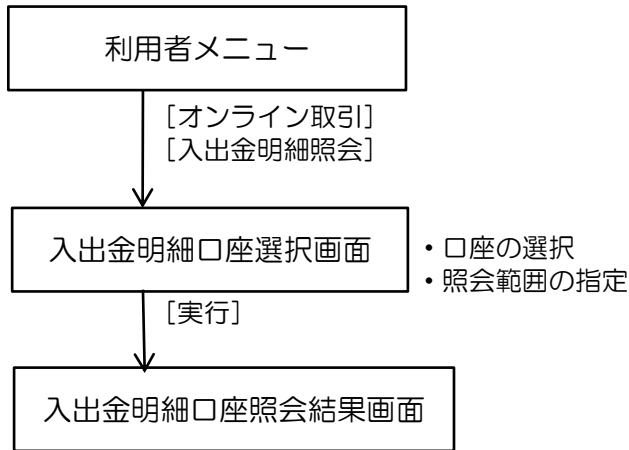 利用者メニュー
[オンライン取引]
[入出金明細照会]
入出金明細口座選択画面
・口座の選択
・照会範囲の指定
[実行]
入出金明細口座照会結果画面